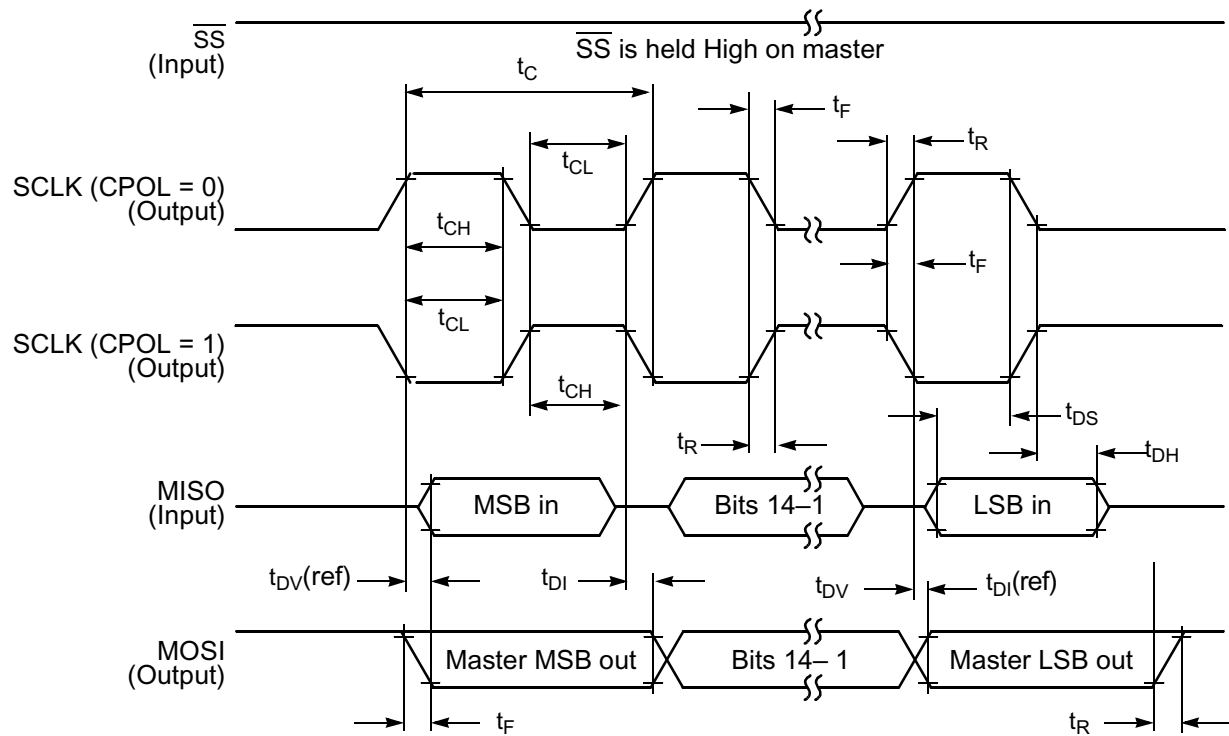 SS
(Input)
SS is held High on master
tC
tF
tR
tCL
SCLK (CPOL = 0)
(Output)
tCH
tF
tCL
SCLK (CPOL = 1)
(Output)
tCH
tDS
tR
tDH
MISO
(Input)
MSB in
Bits 14–1
LSB in
tDV(ref)
tDI
tDV
tDI(ref)
MOSI
(Output)
Master MSB out
Bits 14– 1
Master LSB out
tF
tR